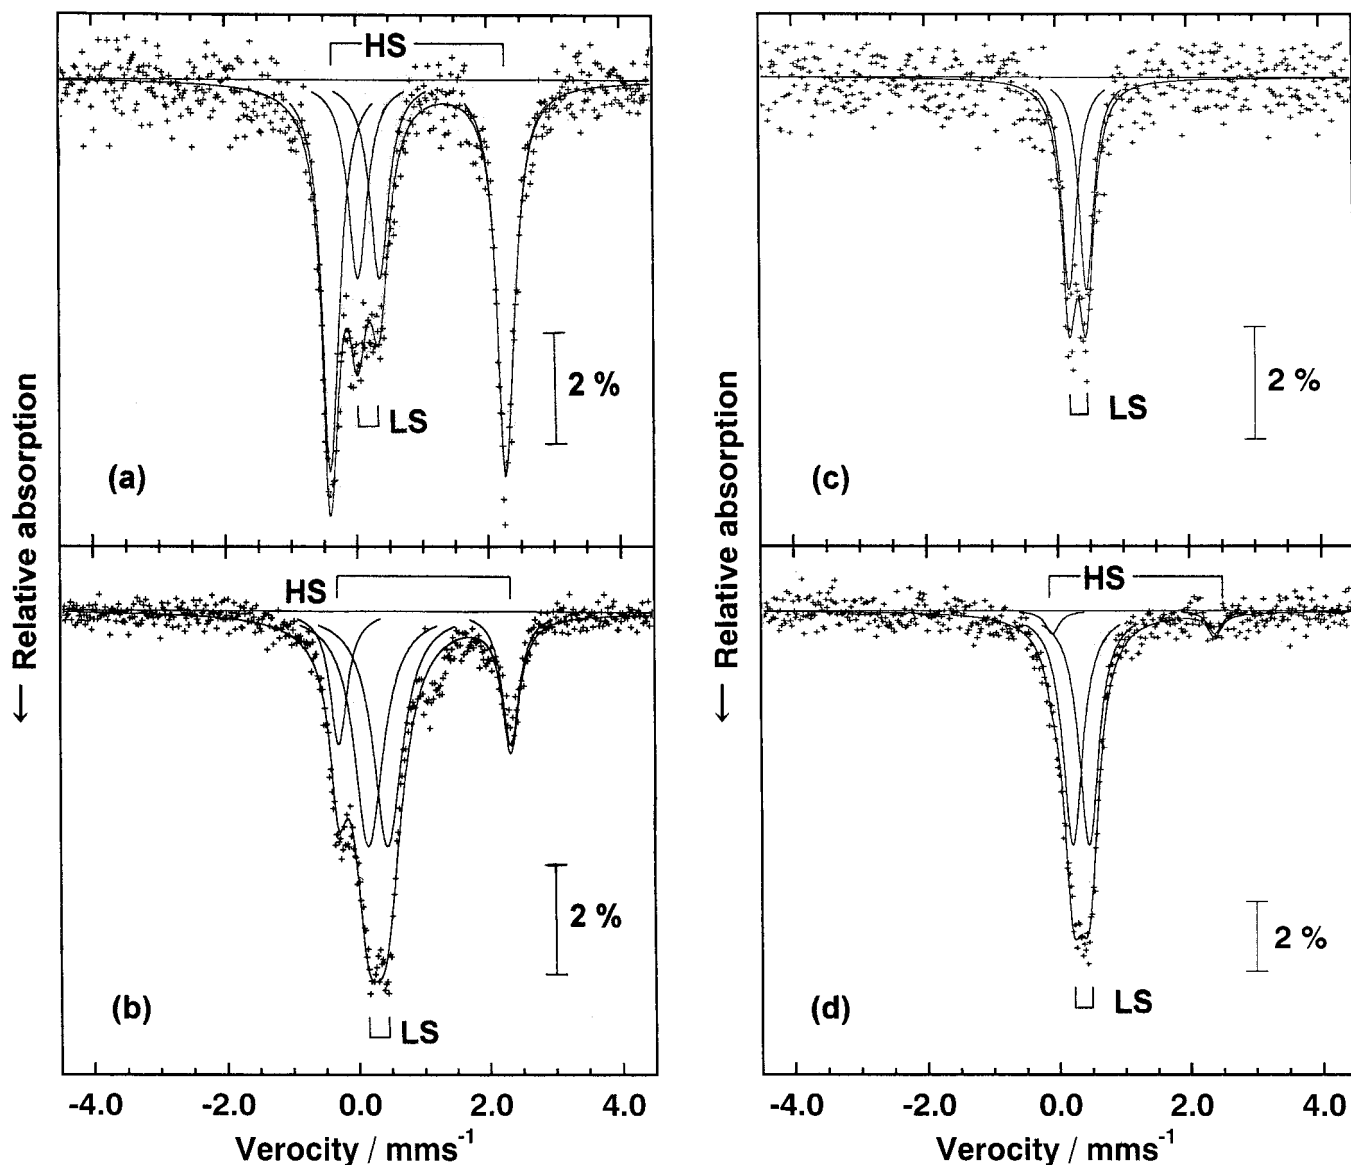 HS
2 %
LS
(a)
← Relative absorption
HS
2 %
(b)
LS
-4.0 -2.0 0.0 2.0 4.0
Verocity / mms-1
2 %
LS
(c)
← Relative absorption
HS
2 %
LS
(d)
-4.0 -2.0 0.0 2.0 4.0
Verocity / mms-1